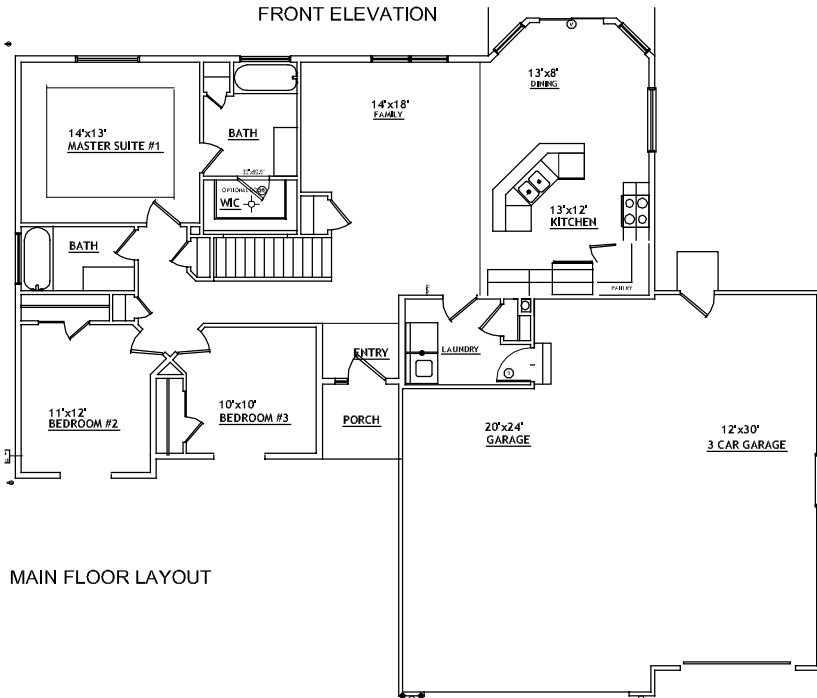 FRONT ELEVATION
13'x8'
DINING
14'x18'
FAMILY
14'x13'
MASTER SUITE #1
BATH
WIC
13'x12'
KITCHEN
BATH
PANTRY
LAUNDRY
ENTRY
11'x12'
BEDROOM #2
10'x10'
BEDROOM #3
PORCH
20'x24'
GARAGE
12'x30'
3 CAR GARAGE
MAIN FLOOR LAYOUT